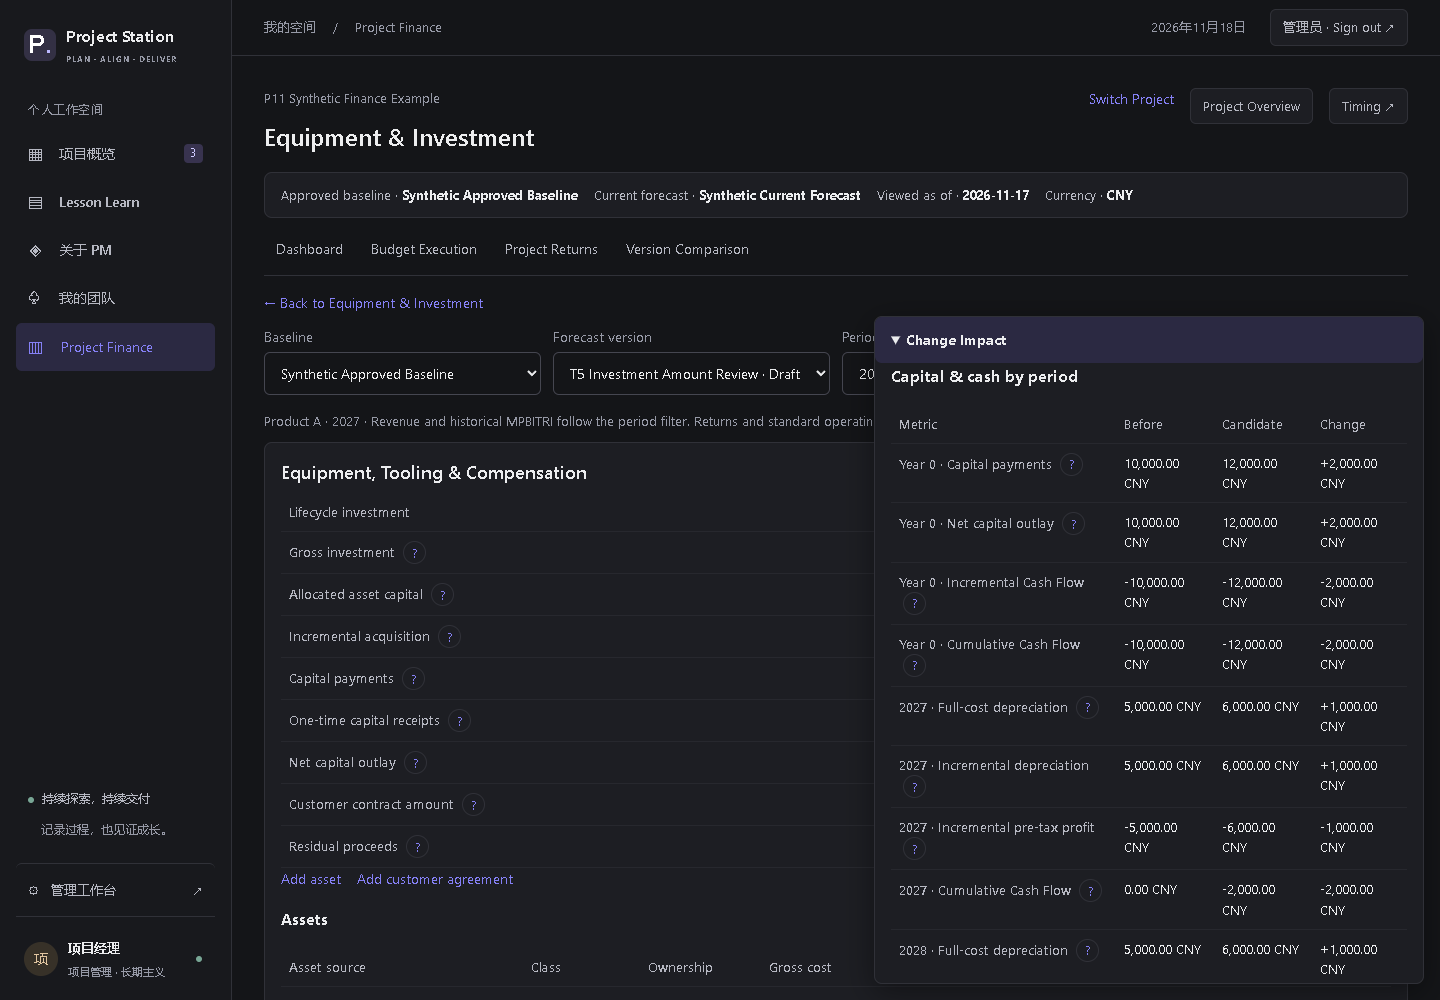 P.
Project Station
PLAN · ALIGN · DELIVER
个人工作空间
项目概览
3
Lesson Learn
关于 PM
我的团队
Project Finance
持续探索，持续交付
记录过程，也见证成长。
管理工作台 ↗
项
项目经理
项目管理 · 长期主义
我的空间 / Project Finance
2026年11月18日
管理员 · Sign out ↗
P11 Synthetic Finance Example
Equipment & Investment
Switch Project
Project Overview
Timing ↗
Approved baseline · Synthetic Approved Baseline Current forecast · Synthetic Current Forecast Viewed as of · 2026-11-17 Currency · CNY
Dashboard Budget Execution Project Returns Version Comparison
← Back to Equipment & Investment
Baseline
Synthetic Approved Baseline
Forecast version
T5 Investment Amount Review · Draft
Product A · 2027 · Revenue and historical MPBITRI follow the period filter. Returns and standard
Equipment, Tooling & Compensation
Lifecycle investment
Gross investment ?
Allocated asset capital ?
Incremental acquisition ?
Capital payments ?
One-time capital receipts ?
Net capital outlay ?
Customer contract amount ?
Residual proceeds ?
Add asset Add customer agreement
Assets
Asset source Class Ownership Gross cost
▼ Change Impact
Capital & cash by period
Metric Before Candidate Change
Year 0 · Capital payments ? 10,000.00 CNY 12,000.00 CNY +2,000.00 CNY
Year 0 · Net capital outlay ? 10,000.00 CNY 12,000.00 CNY +2,000.00 CNY
Year 0 · Incremental Cash Flow ? -10,000.00 CNY -12,000.00 CNY -2,000.00 CNY
Year 0 · Cumulative Cash Flow ? -10,000.00 CNY -12,000.00 CNY -2,000.00 CNY
2027 · Full-cost depreciation ? 5,000.00 CNY 6,000.00 CNY +1,000.00 CNY
2027 · Incremental depreciation ? 5,000.00 CNY 6,000.00 CNY +1,000.00 CNY
2027 · Incremental pre-tax profit ? -5,000.00 CNY -6,000.00 CNY -1,000.00 CNY
2027 · Cumulative Cash Flow ? 0.00 CNY -2,000.00 CNY -2,000.00 CNY
2028 · Full-cost depreciation ? 5,000.00 CNY 6,000.00 CNY +1,000.00 CNY